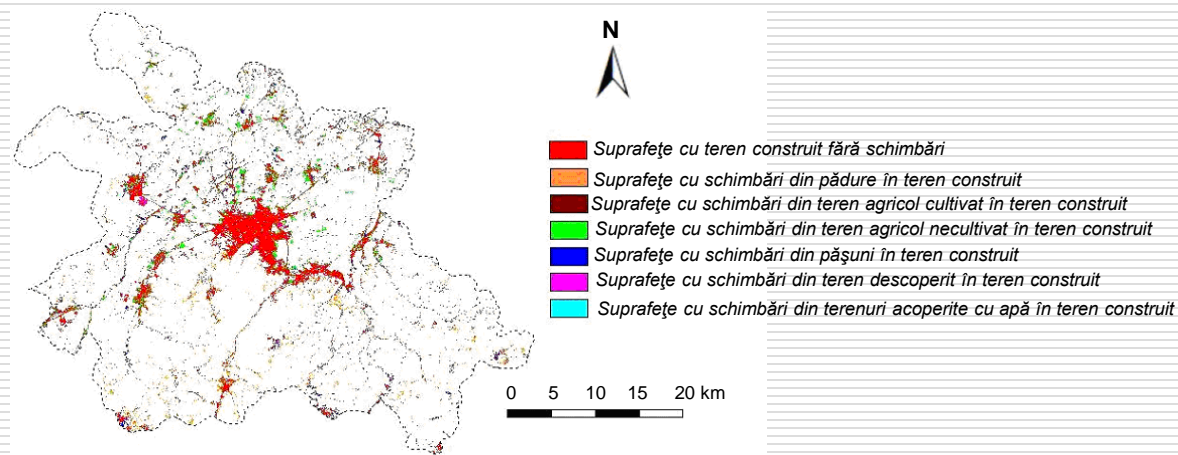 N
Suprafeţe cu teren construit fără schimbări
Suprafeţe cu schimbări din pădure în teren construit
Suprafeţe cu schimbări din teren agricol cultivat în teren construit
Suprafeţe cu schimbări din teren agricol necultivat în teren construit
Suprafeţe cu schimbări din păşuni în teren construit
Suprafeţe cu schimbări din teren descoperit în teren construit
Suprafeţe cu schimbări din terenuri acoperite cu apă în teren construit
0 5 10 15 20 km